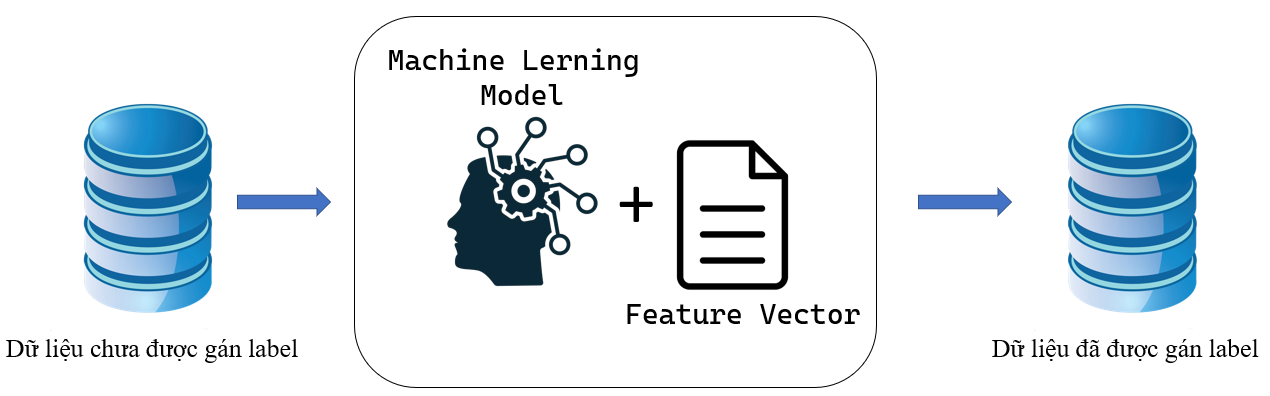 Machine Lerning
Model
Feature Vector
Dữ liệu chưa được gán label
Dữ liệu đã được gán label